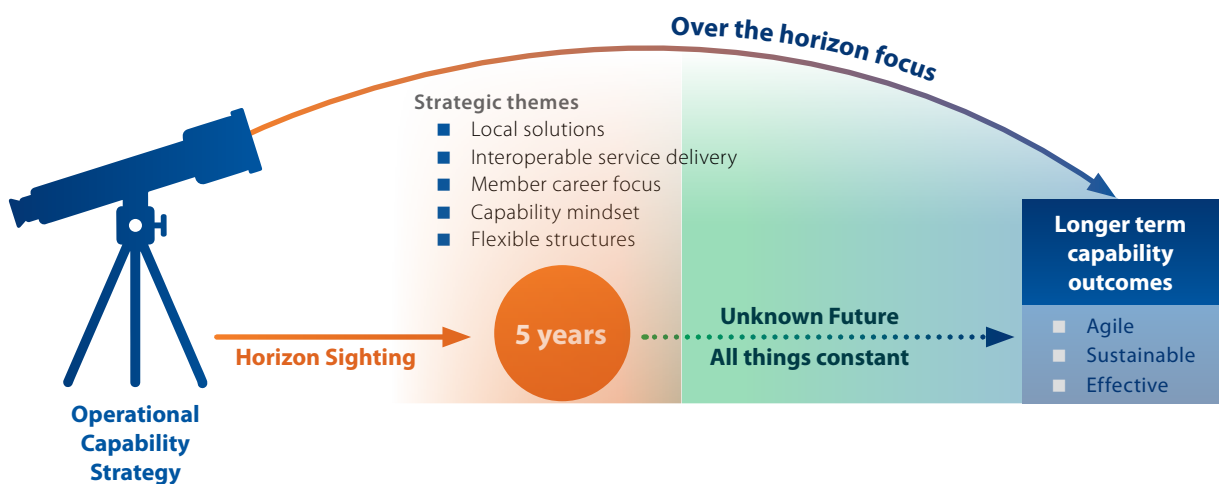 Over the horizon focus
Strategic themes
Local solutions
Interoperable service delivery
Member career focus
Capability mindset
Flexible structures
5 years
Horizon Sighting
Operational
Capability
Strategy
Unknown Future
All things constant
Longer term
capability
outcomes
Agile
Sustainable
Effective